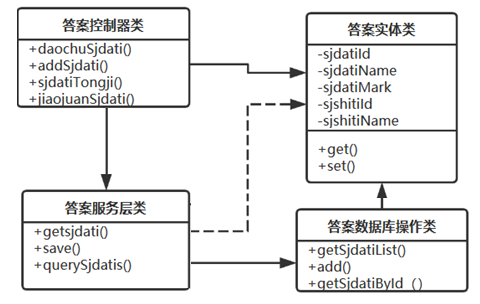 答案控制器类
+daochuSjdati()
+addSjdati()
+sjdatiTongji()
+jiaojuanSjdati()
答案实体类
-sjdatiId
-sjdatiName
-sjdatiMark
-sjshitiId
-sjshitiName
+get()
+set()
答案服务层类
+getsjdati()
+save()
+querySjdatis()
答案数据库操作类
+getSjdatiList()
+add()
+getSjdatiById（）